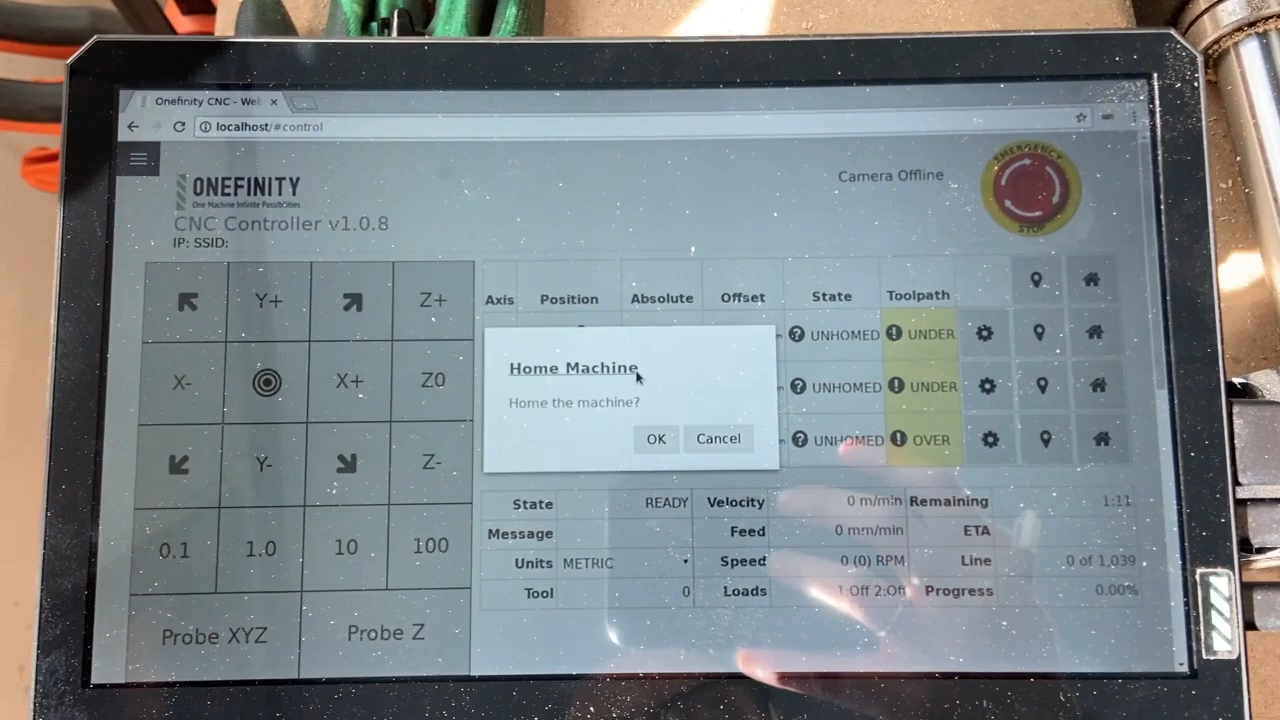 Onefinity CNC - Wel
localhost/#control
ONEFINITY
One Machine Infinite Possibilities
CNC Controller v1.0.8
IP: SSID:
Camera Offline
EMERGENCY
STOP
Y+ Z+
X- X+ Z0
Y- Z-
0.1 1.0 10 100
Probe XYZ Probe Z
Axis Position Absolute Offset State Toolpath
UNHOMED UNDER
UNHOMED UNDER
UNHOMED OVER
Home Machine
Home the machine?
OK Cancel
State READY Velocity 0 m/min Remaining 1:11
Message Feed 0 mm/min ETA
Units METRIC Speed 0 (0) RPM Line 0 of 1,039
Tool 0 Loads 1:Off 2:Off Progress 0.00%